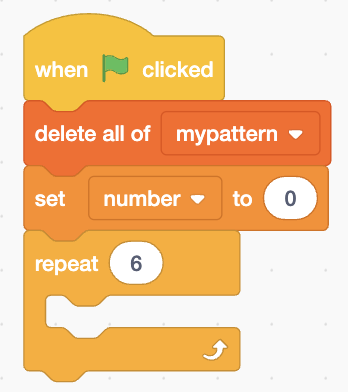 when clicked
delete all of mypattern
set number to 0
repeat 6